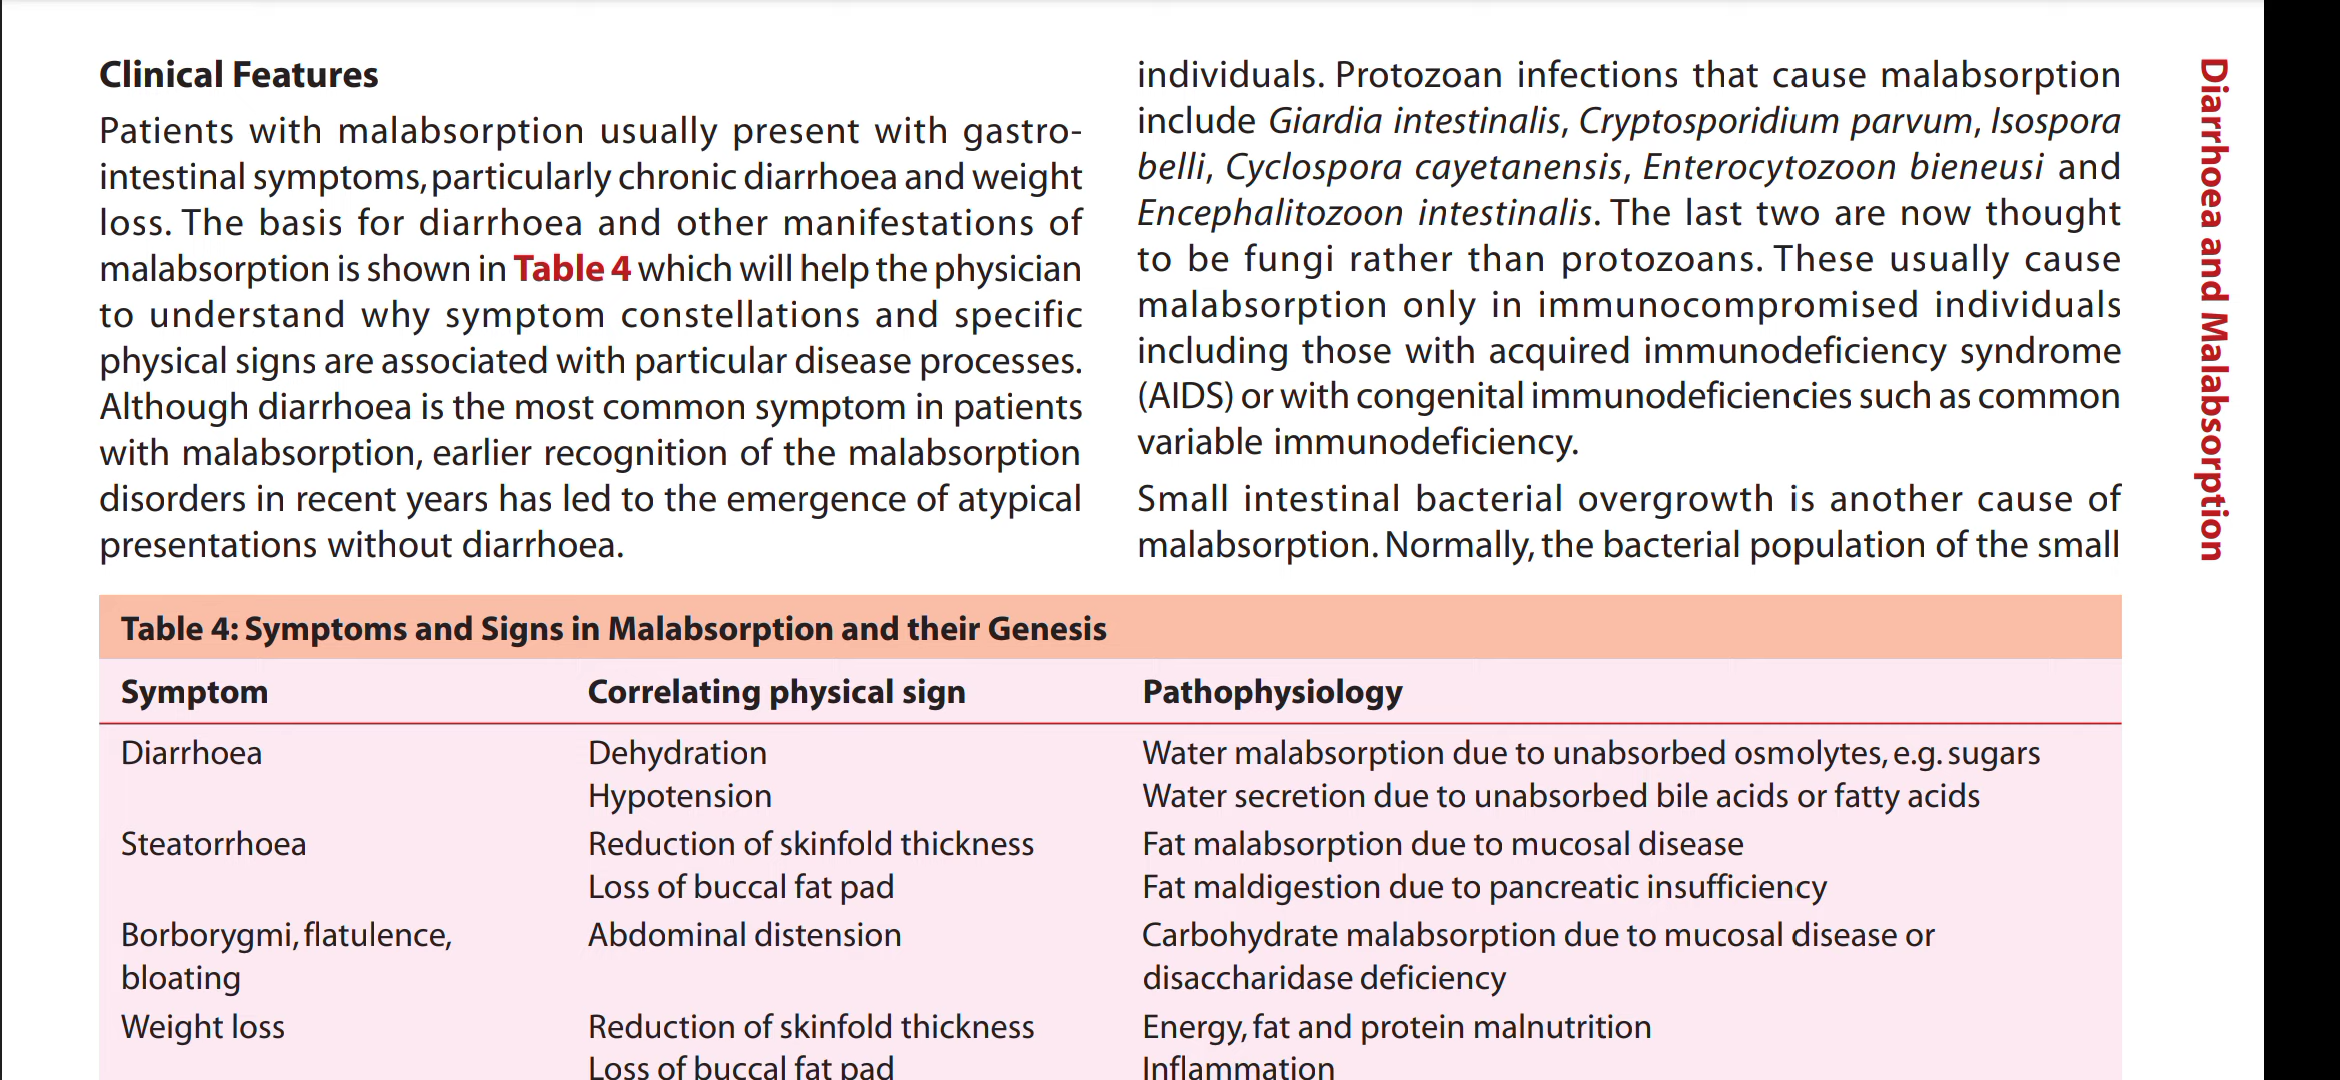 Clinical Features
Patients with malabsorption usually present with gastro-
intestinal symptoms, particularly chronic diarrhoea and weight
loss. The basis for diarrhoea and other manifestations of
malabsorption is shown in Table 4 which will help the physician
to understand why symptom constellations and specific
physical signs are associated with particular disease processes.
Although diarrhoea is the most common symptom in patients
with malabsorption, earlier recognition of the malabsorption
disorders in recent years has led to the emergence of atypical
presentations without diarrhoea.
individuals. Protozoan infections that cause malabsorption
include Giardia intestinalis, Cryptosporidium parvum, Isospora
belli, Cyclospora cayetanensis, Enterocytozoon bieneusi and
Encephalitozoon intestinalis. The last two are now thought
to be fungi rather than protozoans. These usually cause
malabsorption only in immunocompromised individuals
including those with acquired immunodeficiency syndrome
(AIDS) or with congenital immunodeficiencies such as common
variable immunodeficiency.
Small intestinal bacterial overgrowth is another cause of
malabsorption. Normally, the bacterial population of the small
Diarrhoea and Malabsorption
Table 4: Symptoms and Signs in Malabsorption and their Genesis
Symptom Correlating physical sign Pathophysiology
Diarrhoea Dehydration Water malabsorption due to unabsorbed osmolytes, e.g. sugars
Hypotension Water secretion due to unabsorbed bile acids or fatty acids
Steatorrhoea Reduction of skinfold thickness Fat malabsorption due to mucosal disease
Loss of buccal fat pad Fat maldigestion due to pancreatic insufficiency
Borborygmi, flatulence, Abdominal distension Carbohydrate malabsorption due to mucosal disease or
bloating disaccharidase deficiency
Weight loss Reduction of skinfold thickness Energy, fat and protein malnutrition
Loss of buccal fat pad Inflammation